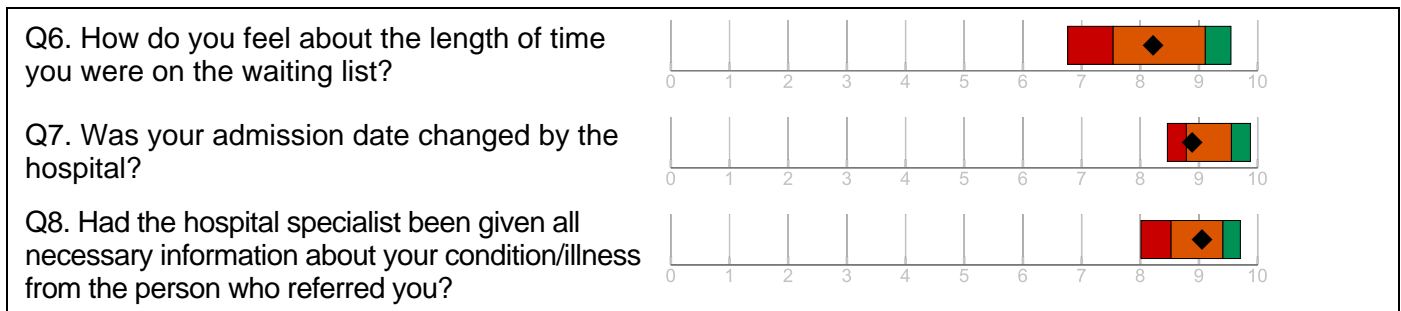 Q6. How do you feel about the length of time
you were on the waiting list?
0 1 2 3 4 5 6 7 8 9 10
Q7. Was your admission date changed by the
hospital?
0 1 2 3 4 5 6 7 8 9 10
Q8. Had the hospital specialist been given all
necessary information about your condition/illness
from the person who referred you?
0 1 2 3 4 5 6 7 8 9 10